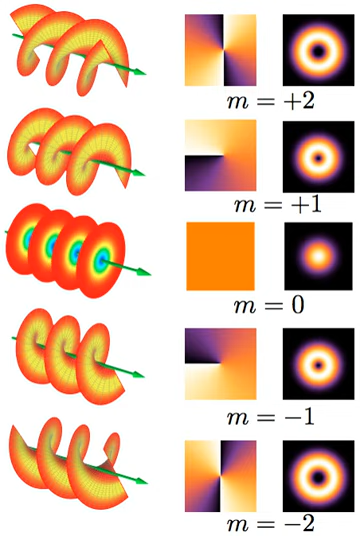 m = +2
m = +1
m = 0
m = −1
m = −2